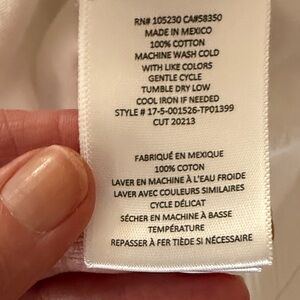 RN# 105230 CA#58350
MADE IN MEXICO
100% COTTON
MACHINE WASH COLD
WITH LIKE COLORS
GENTLE CYCLE
TUMBLE DRY LOW
COOL IRON IF NEEDED
STYLE # 17-5-001526-TP01399
CUT 20213
FABRIQUÉ EN MEXIQUE
100% COTON
LAVER EN MACHINE À L'EAU FROIDE
LAVER AVEC COULEURS SIMILAIRES
CYCLE DÉLICAT
SÉCHER EN MACHINE À BASSE
TEMPÉRATURE
REPASSER À FER TIÈDE SI NÉCESSAIRE